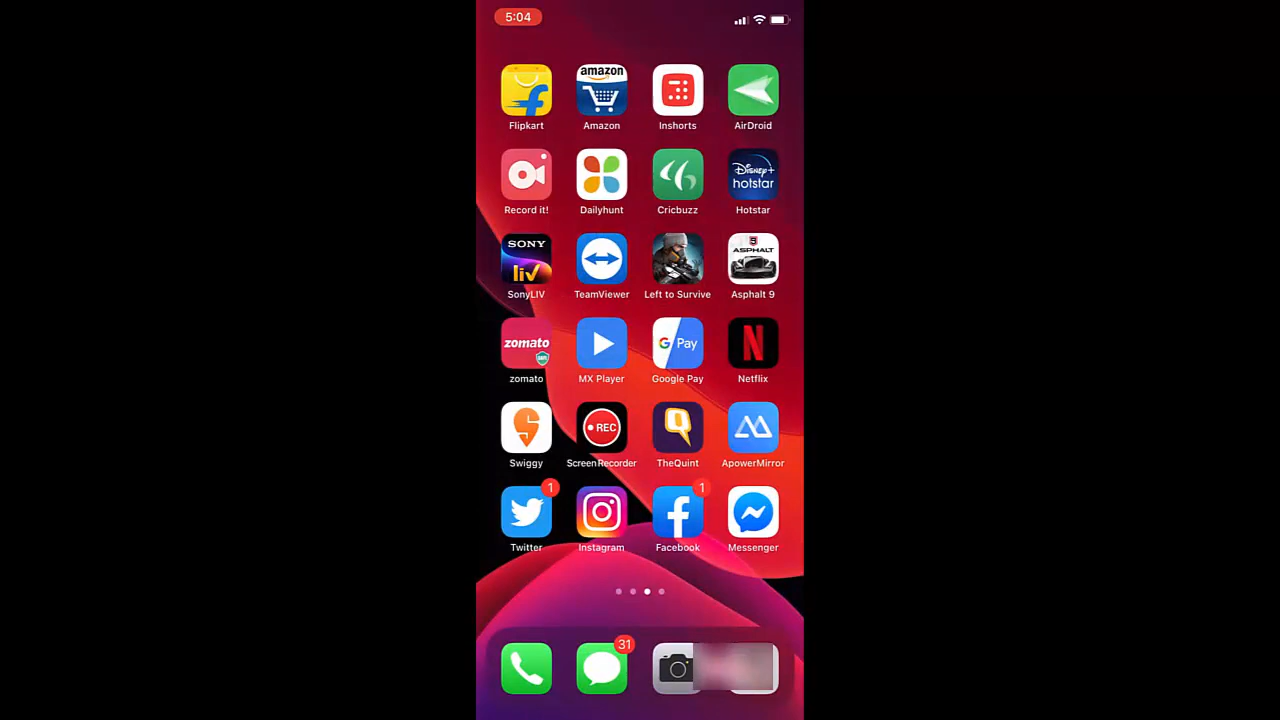 5:04
amazon
Flipkart Amazon Inshorts AirDroid
Disney+
hotstar
Record it! Dailyhunt Cricbuzz Hotstar
SONY
liv
ASPHALT
9
SonyLIV TeamViewer Left to Survive Asphalt 9
zomato
G Pay
N
zomato MX Player Google Pay Netflix
REC
Swiggy ScreenRecorder TheQuint ApowerMirror
1
1
Twitter Instagram Facebook Messenger
31